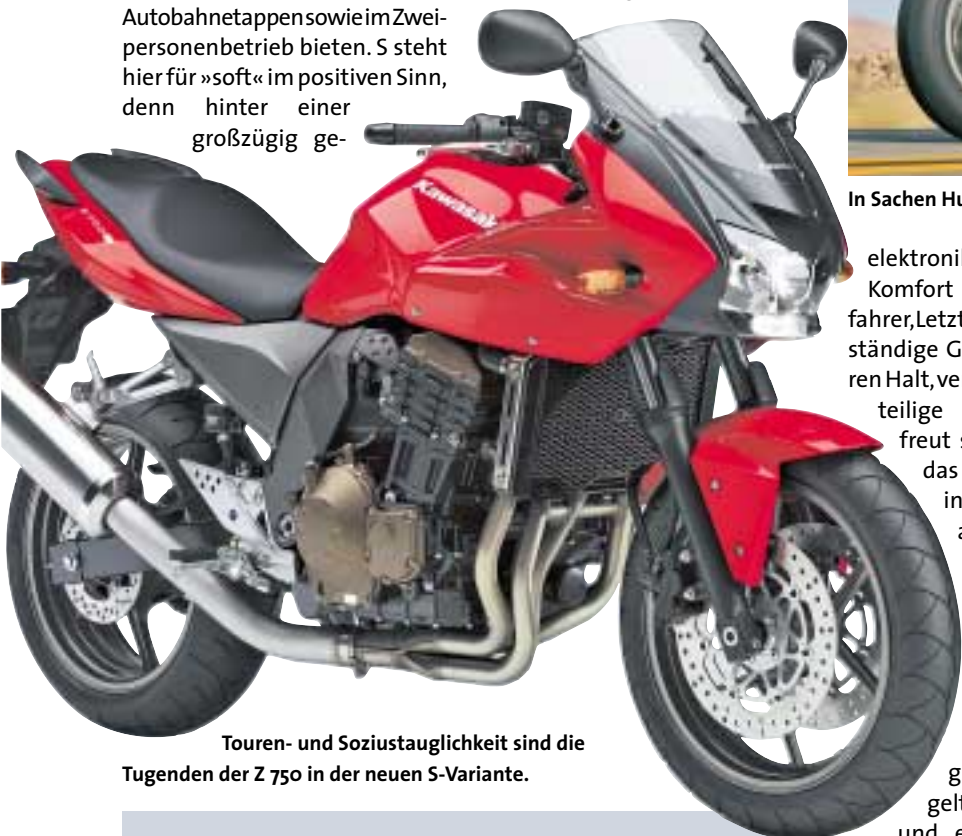 Autobahnetappen sowie im Zwei-
personenbetrieb bieten. S steht
hier für »soft« im positiven Sinn,
denn hinter einer
großzügig ge-
Kawasaki
In Sachen
elektronik
Komfort
fahrer, Letzt
ständige G
ren Halt, ve
teilige
freut s
das
in
a
g
gelt
und e
Touren- und Soziustauglichkeit sind die
Tugenden der Z 750 in der neuen S-Variante.